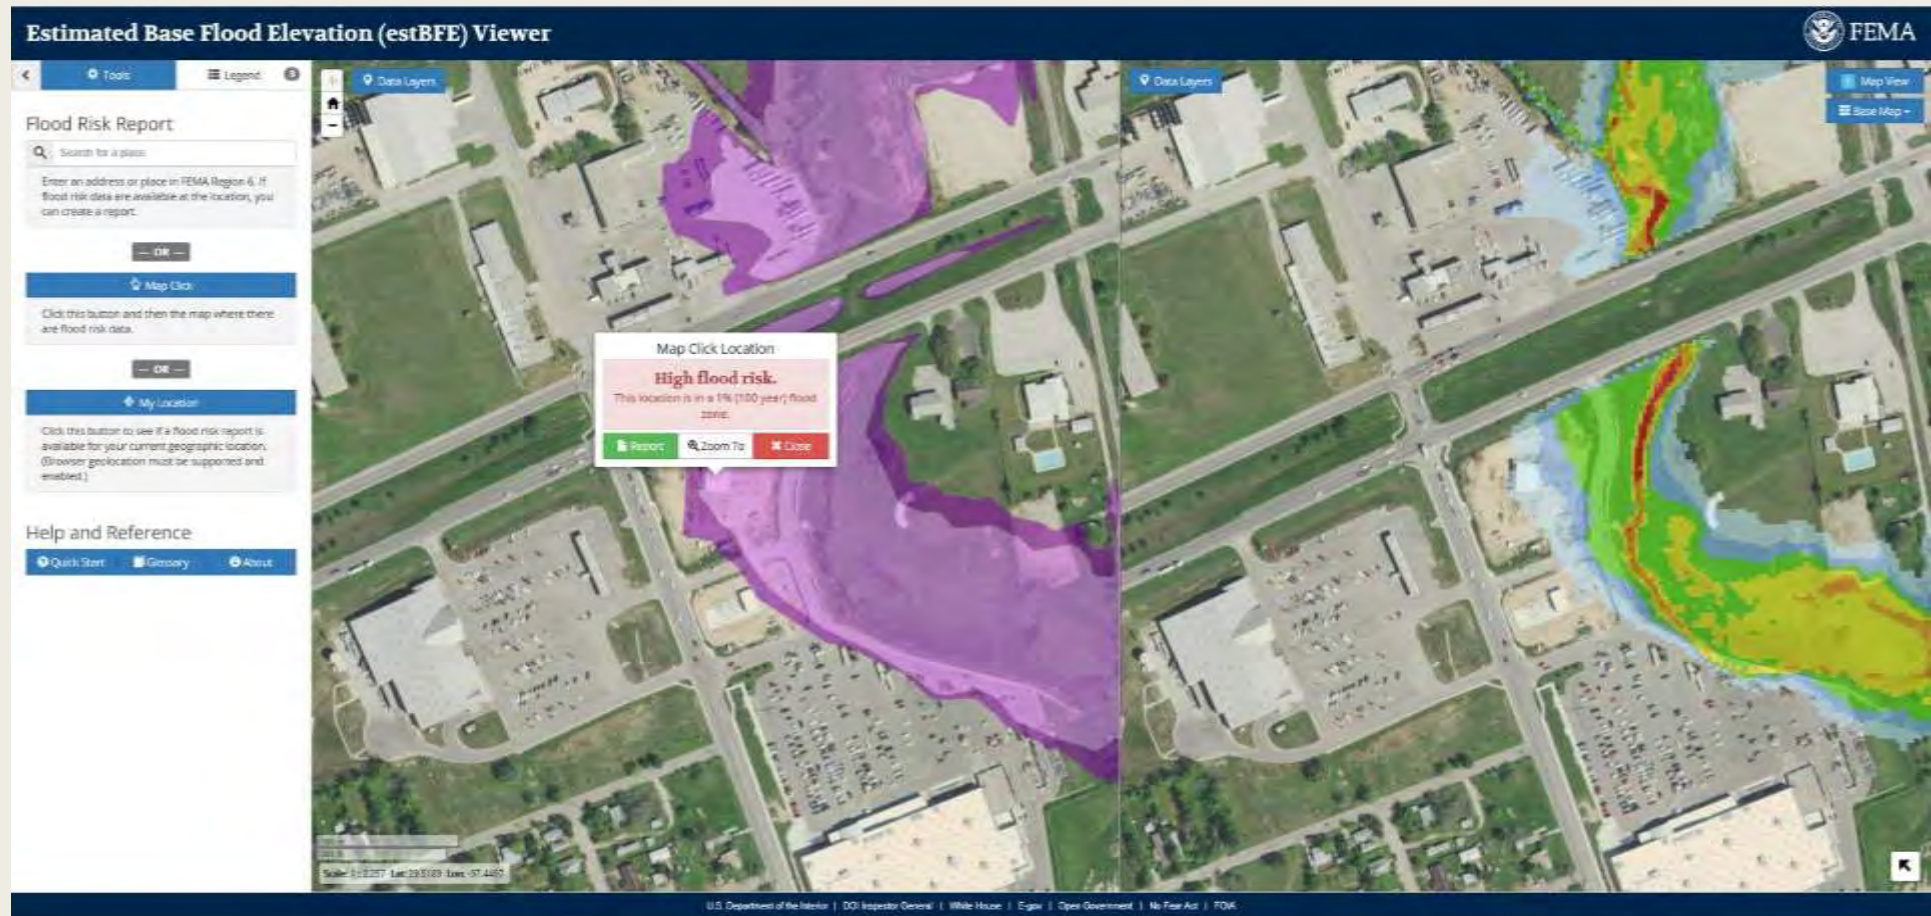 Estimated Base Flood Elevation (estBFE) Viewer
FEMA
Tools
Legend
Flood Risk Report
Search for a place
Enter an address or place in FEMA Region 6. If
flood risk data are available at the location, you
can create a report.
— OR —
Map Click
Click this button and then the map where there
are flood risk data.
— OR —
My Location
Click this button to see if a flood risk report is
available for your current geographic location.
(Browser geolocation must be supported and
enabled.)
Help and Reference
Quick Start
Glossary
About
Data Layers
Map Click Location
High flood risk.
This location is in a 1% (100 year) flood
zone.
Report
Zoom To
Close
Data Layers
Map View
Base Map
U.S. Department of the Interior | DOI Inspector General | White House | E-gov | Open Government | No Fear Act | FOIA